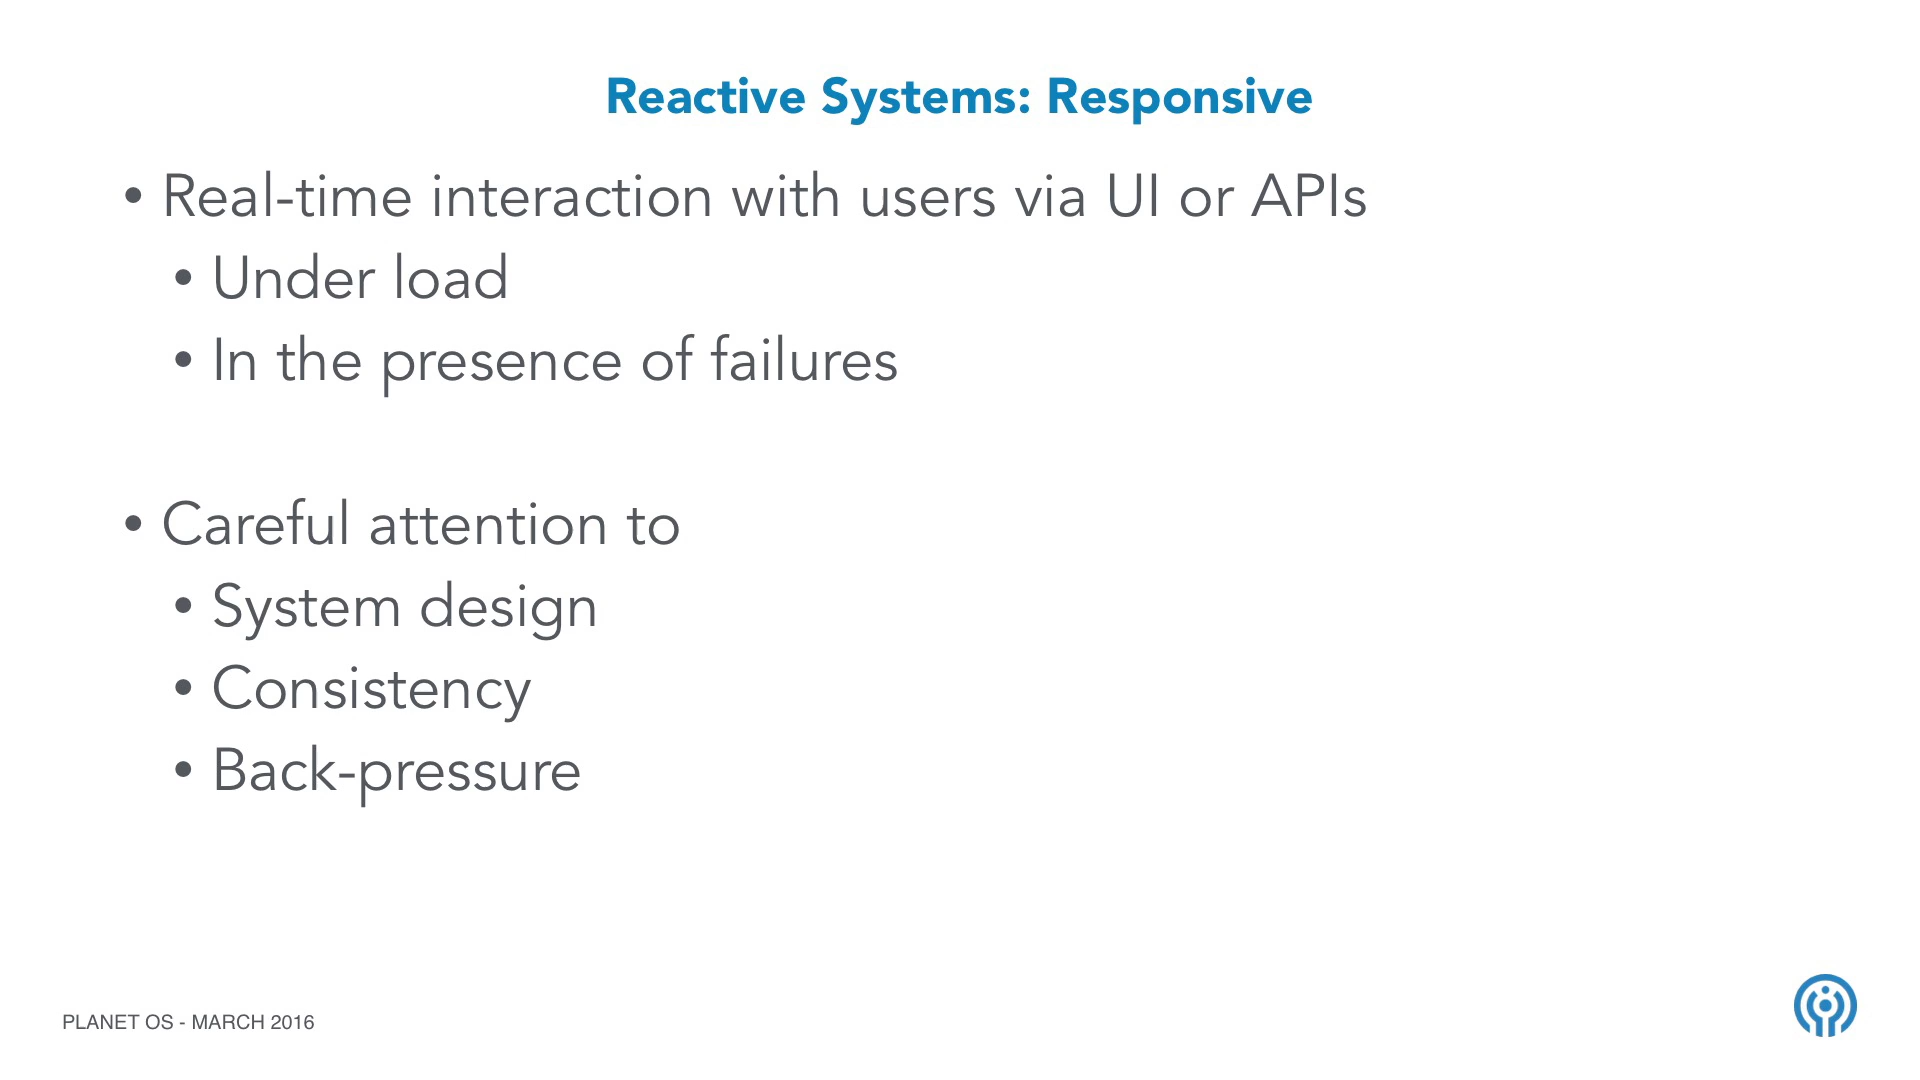 Reactive Systems: Responsive
• Real-time interaction with users via UI or APIs
• Under load
• In the presence of failures
• Careful attention to
• System design
• Consistency
• Back-pressure
PLANET OS - MARCH 2016